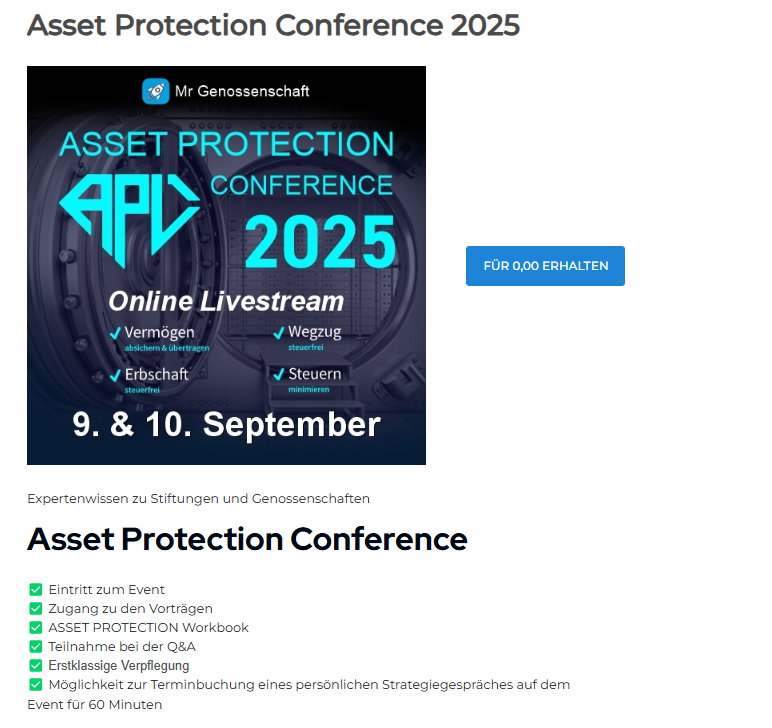 Asset Protection Conference 2025
Mr Genossenschaft
ASSET PROTECTION
APC
CONFERENCE
2025
Online Livestream
Vermögen
absichern & übertragen
Wegzug
steuerfrei
Erbschaft
steuerfrei
Steuern
minimieren
9. & 10. September
FÜR 0,00 ERHALTEN
Expertenwissen zu Stiftungen und Genossenschaften
Asset Protection Conference
Eintritt zum Event
Zugang zu den Vorträgen
ASSET PROTECTION Workbook
Teilnahme bei der Q&A
Erstklassige Verpflegung
Möglichkeit zur Terminbuchung eines persönlichen Strategiegespräches auf dem
Event für 60 Minuten